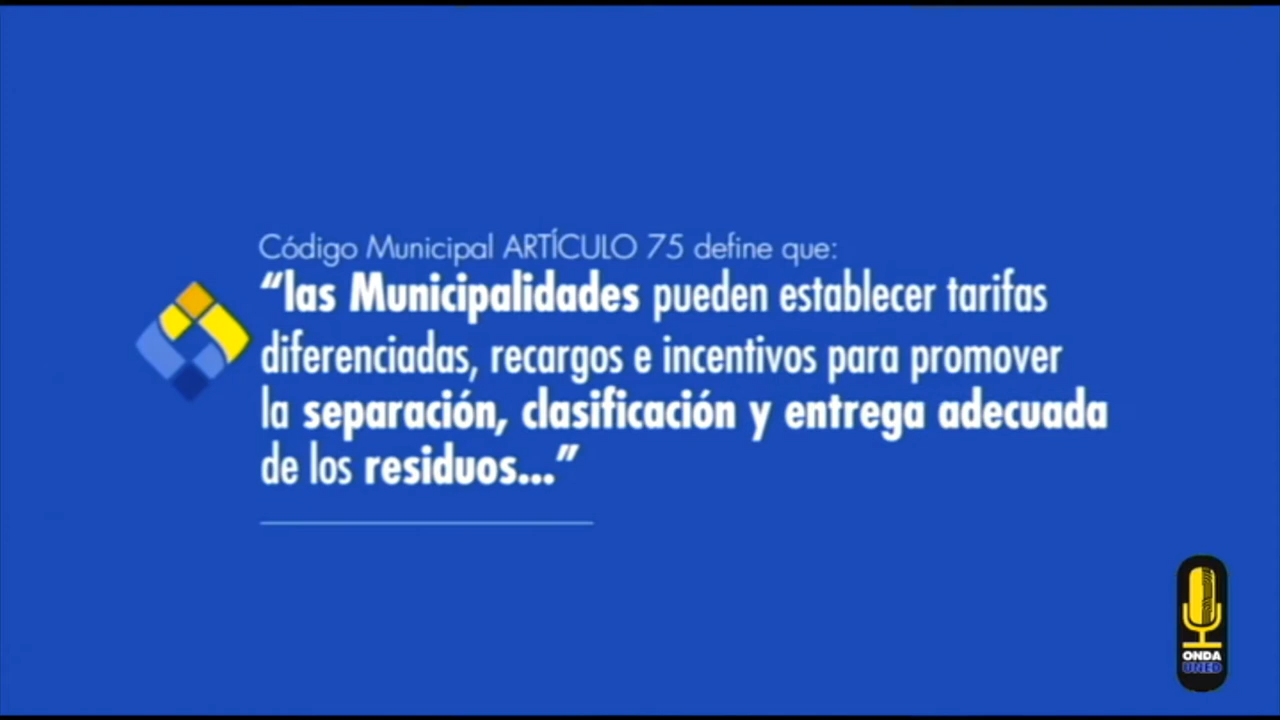 Código Municipal ARTÍCULO 75 define que:
“las Municipalidades pueden establecer tarifas
diferenciadas, recargos e incentivos para promover
la separación, clasificación y entrega adecuada
de los residuos...”
ONDA
UNED